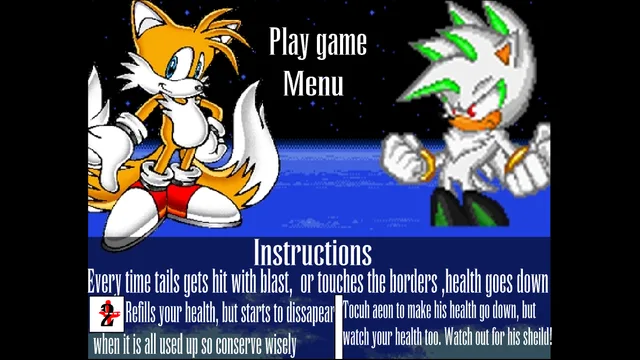 Play game
Menu
Instructions
Every time tails gets hit with blast, or touches the borders ,health goes down
Refills your health, but starts to dissapear
when it is all used up so conserve wisely
Tocuh aeon to make his health go down, but
watch your health too. Watch out for his sheild!